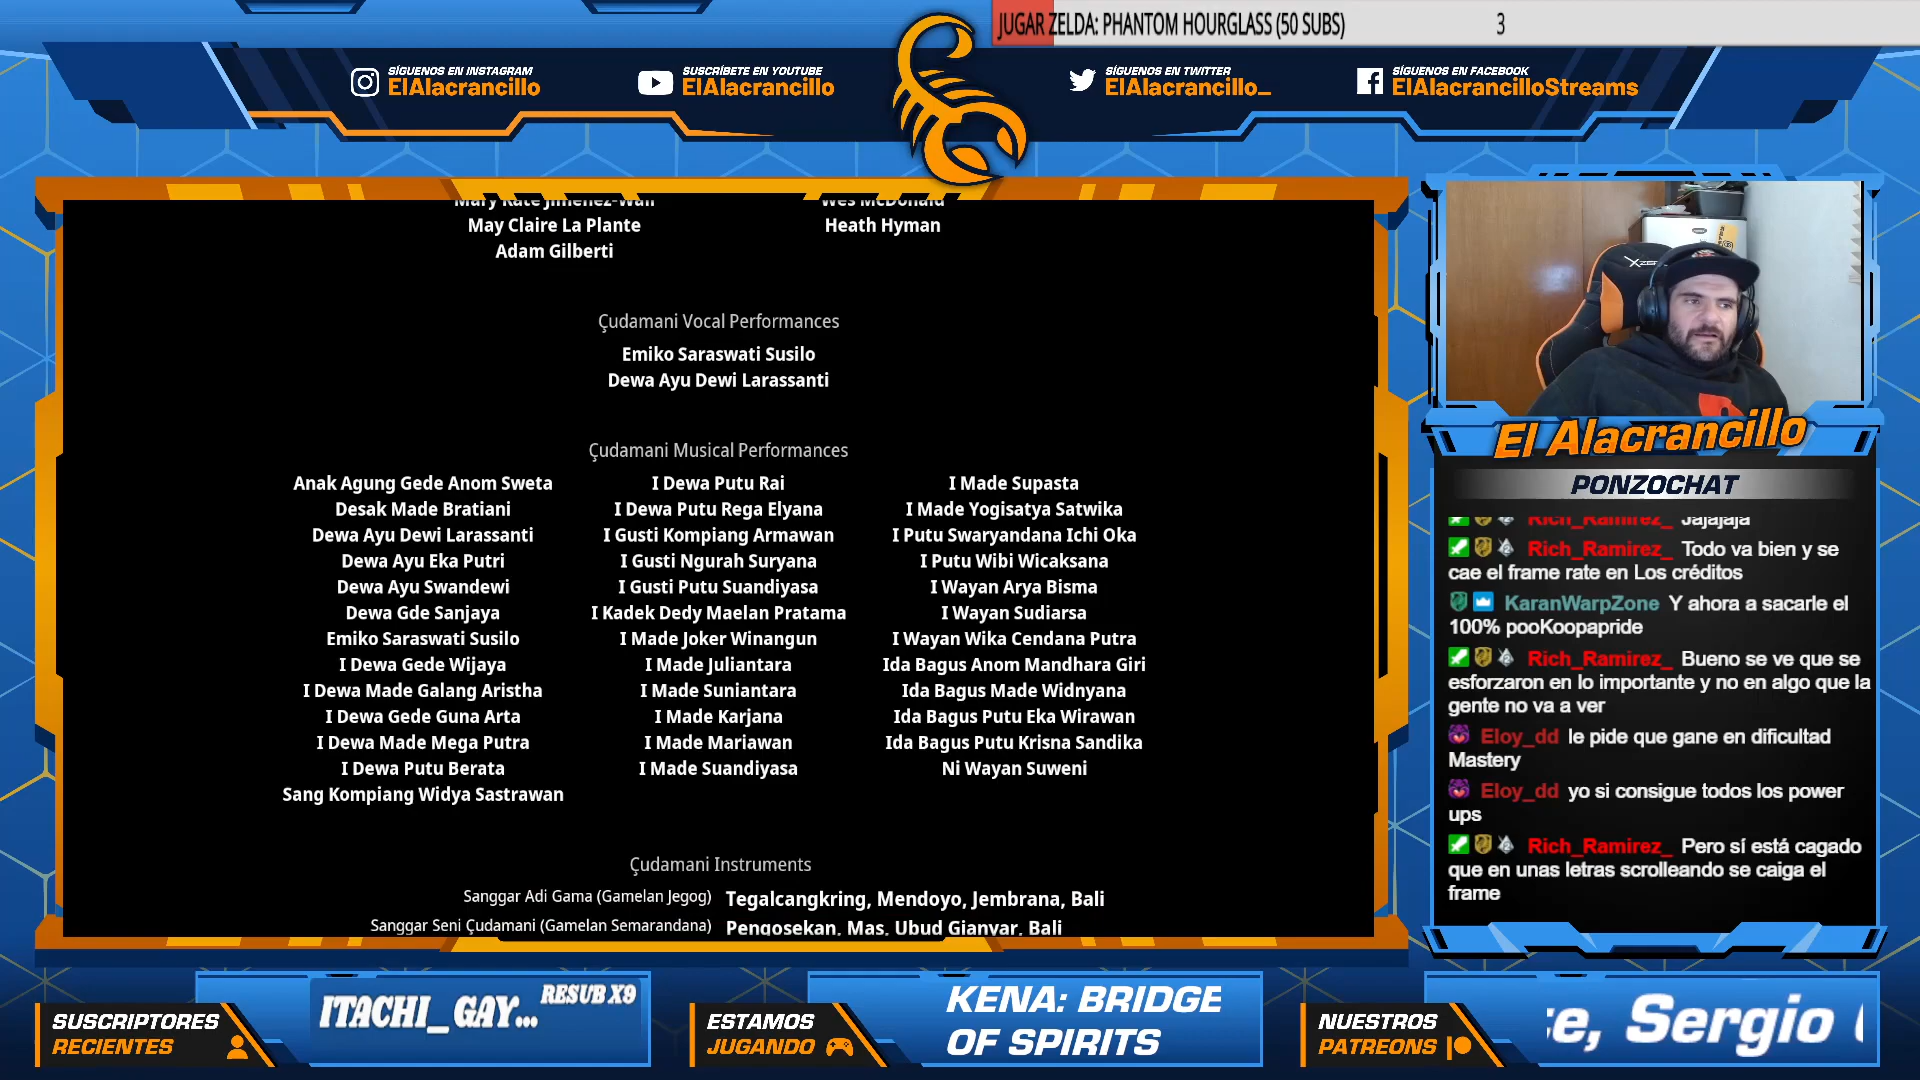 JUGAR ZELDA: PHANTOM HOURGLASS (50 SUBS) 3
SÍGUENOS EN INSTAGRAM
ElAlacrancillo
SUSCRÍBETE EN YOUTUBE
ElAlacrancillo
SÍGUENOS EN TWITTER
ElAlacrancillo_
SÍGUENOS EN FACEBOOK
ElAlacrancilloStreams
Mary Kate Jimenez-Wall
Wes McDonald
May Claire La Plante
Heath Hyman
Adam Gilberti
Çudamani Vocal Performances
Emiko Saraswati Susilo
Dewa Ayu Dewi Larassanti
Çudamani Musical Performances
Anak Agung Gede Anom Sweta
Desak Made Bratiani
Dewa Ayu Dewi Larassanti
Dewa Ayu Eka Putri
Dewa Ayu Swandewi
Dewa Gde Sanjaya
Emiko Saraswati Susilo
I Dewa Gede Wijaya
I Dewa Made Galang Aristha
I Dewa Gede Guna Arta
I Dewa Made Mega Putra
I Dewa Putu Berata
Sang Kompiang Widya Sastrawan
I Dewa Putu Rai
I Dewa Putu Rega Elyana
I Gusti Kompiang Armawan
I Gusti Ngurah Suryana
I Gusti Putu Suandiyasa
I Kadek Dedy Maelan Pratama
I Made Joker Winangun
I Made Juliantara
I Made Suniantara
I Made Karjana
I Made Mariawan
I Made Suandiyasa
I Made Supasta
I Made Yogisatya Satwika
I Putu Swaryandana Ichi Oka
I Putu Wibi Wicaksana
I Wayan Arya Bisma
I Wayan Sudiarsa
I Wayan Wika Cendana Putra
Ida Bagus Anom Mandhara Giri
Ida Bagus Made Widnyana
Ida Bagus Putu Eka Wirawan
Ida Bagus Putu Krisna Sandika
Ni Wayan Suweni
Çudamani Instruments
Sanggar Adi Gama (Gamelan Jegog) Tegalcangkring, Mendoyo, Jembrana, Bali
Sanggar Seni Çudamani (Gamelan Semarandana) Pengosekan, Mas, Ubud Gianyar, Bali
El Alacrancillo
PONZOCHAT
Rich_Ramirez_ Jajajaja
Rich_Ramirez_ Todo va bien y se
cae el frame rate en Los créditos
KaranWarpZone Y ahora a sacarle el
100% pooKoopapride
Rich_Ramirez_ Bueno se ve que se
esforzaron en lo importante y no en algo que la
gente no va a ver
Eloy_dd le pide que gane en dificultad
Mastery
Eloy_dd yo si consigue todos los power
ups
Rich_Ramirez_ Pero sí está cagado
que en unas letras scrolleando se caiga el
frame
SUSCRIPTORES
RECIENTES
ITACHI_GAY...
RESUB X9
ESTAMOS
JUGANDO
KENA: BRIDGE
OF SPIRITS
NUESTROS
PATREONS
e, Sergio